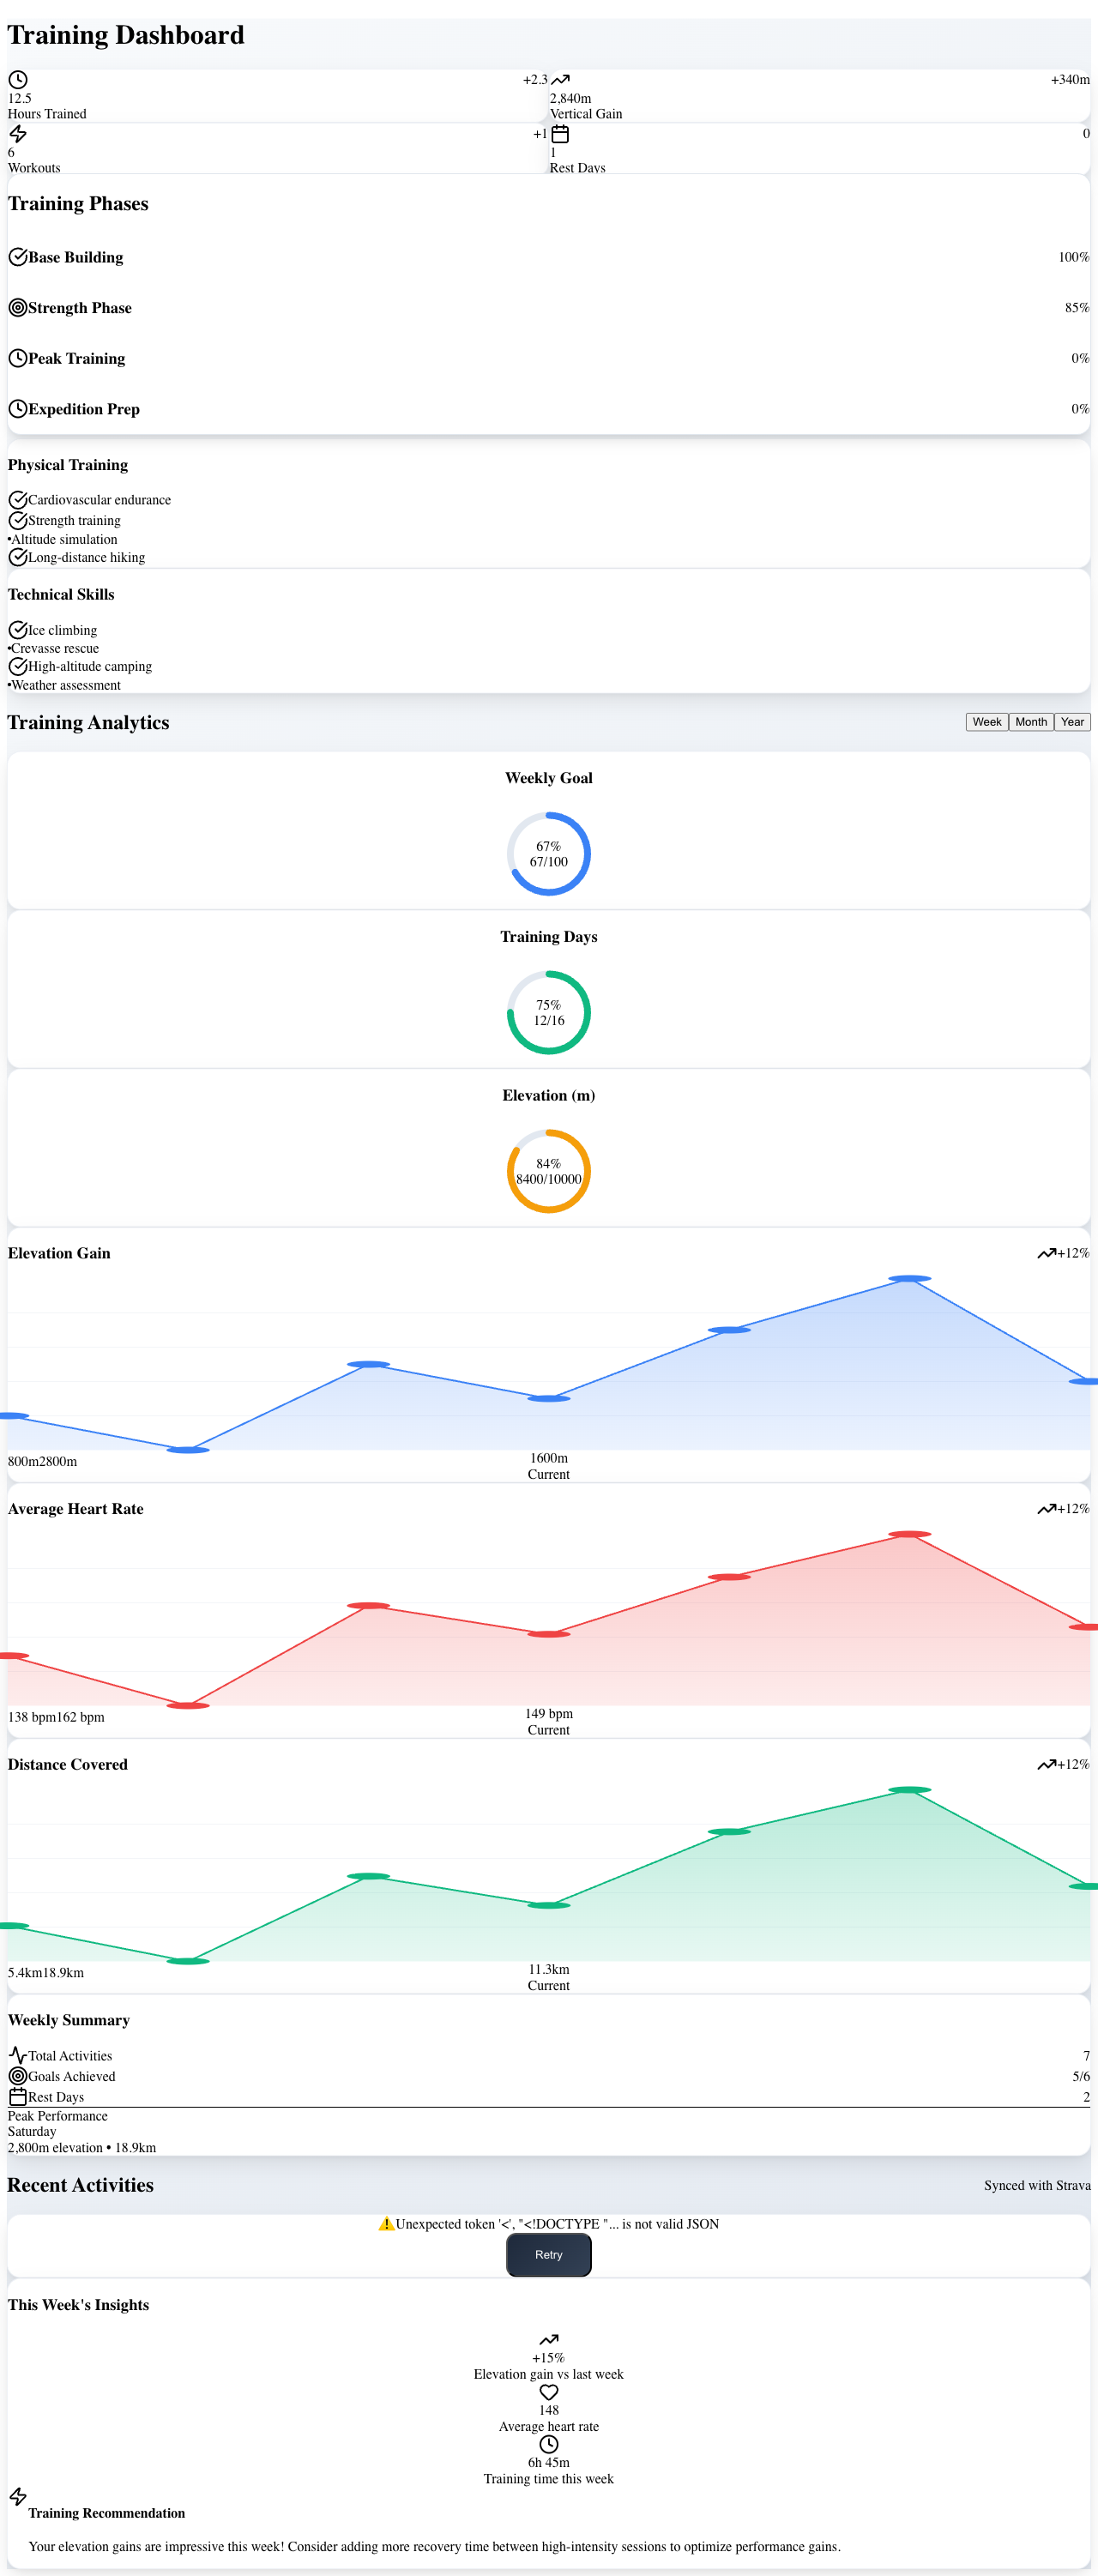 Training Dashboard
+2.3
12.5
Hours Trained
+340m
2,840m
Vertical Gain
+1
6
Workouts
0
1
Rest Days
Training Phases
Base Building 100%
Strength Phase 85%
Peak Training 0%
Expedition Prep 0%
Physical Training
Cardiovascular endurance
Strength training
•Altitude simulation
Long-distance hiking
Technical Skills
Ice climbing
•Crevasse rescue
High-altitude camping
•Weather assessment
Training Analytics Week Month Year
Weekly Goal
67%
67/100
Training Days
75%
12/16
Elevation (m)
84%
8400/10000
Elevation Gain +12%
800m2800m
1600m
Current
Average Heart Rate +12%
138 bpm162 bpm
149 bpm
Current
Distance Covered +12%
5.4km18.9km
11.3km
Current
Weekly Summary
Total Activities 7
Goals Achieved 5/6
Rest Days 2
Peak Performance
Saturday
2,800m elevation • 18.9km
Recent Activities Synced with Strava
⚠️Unexpected token '<', "<!DOCTYPE "... is not valid JSON
Retry
This Week's Insights
+15%
Elevation gain vs last week
148
Average heart rate
6h 45m
Training time this week
Training Recommendation
Your elevation gains are impressive this week! Consider adding more recovery time between high-intensity sessions to optimize performance gains.